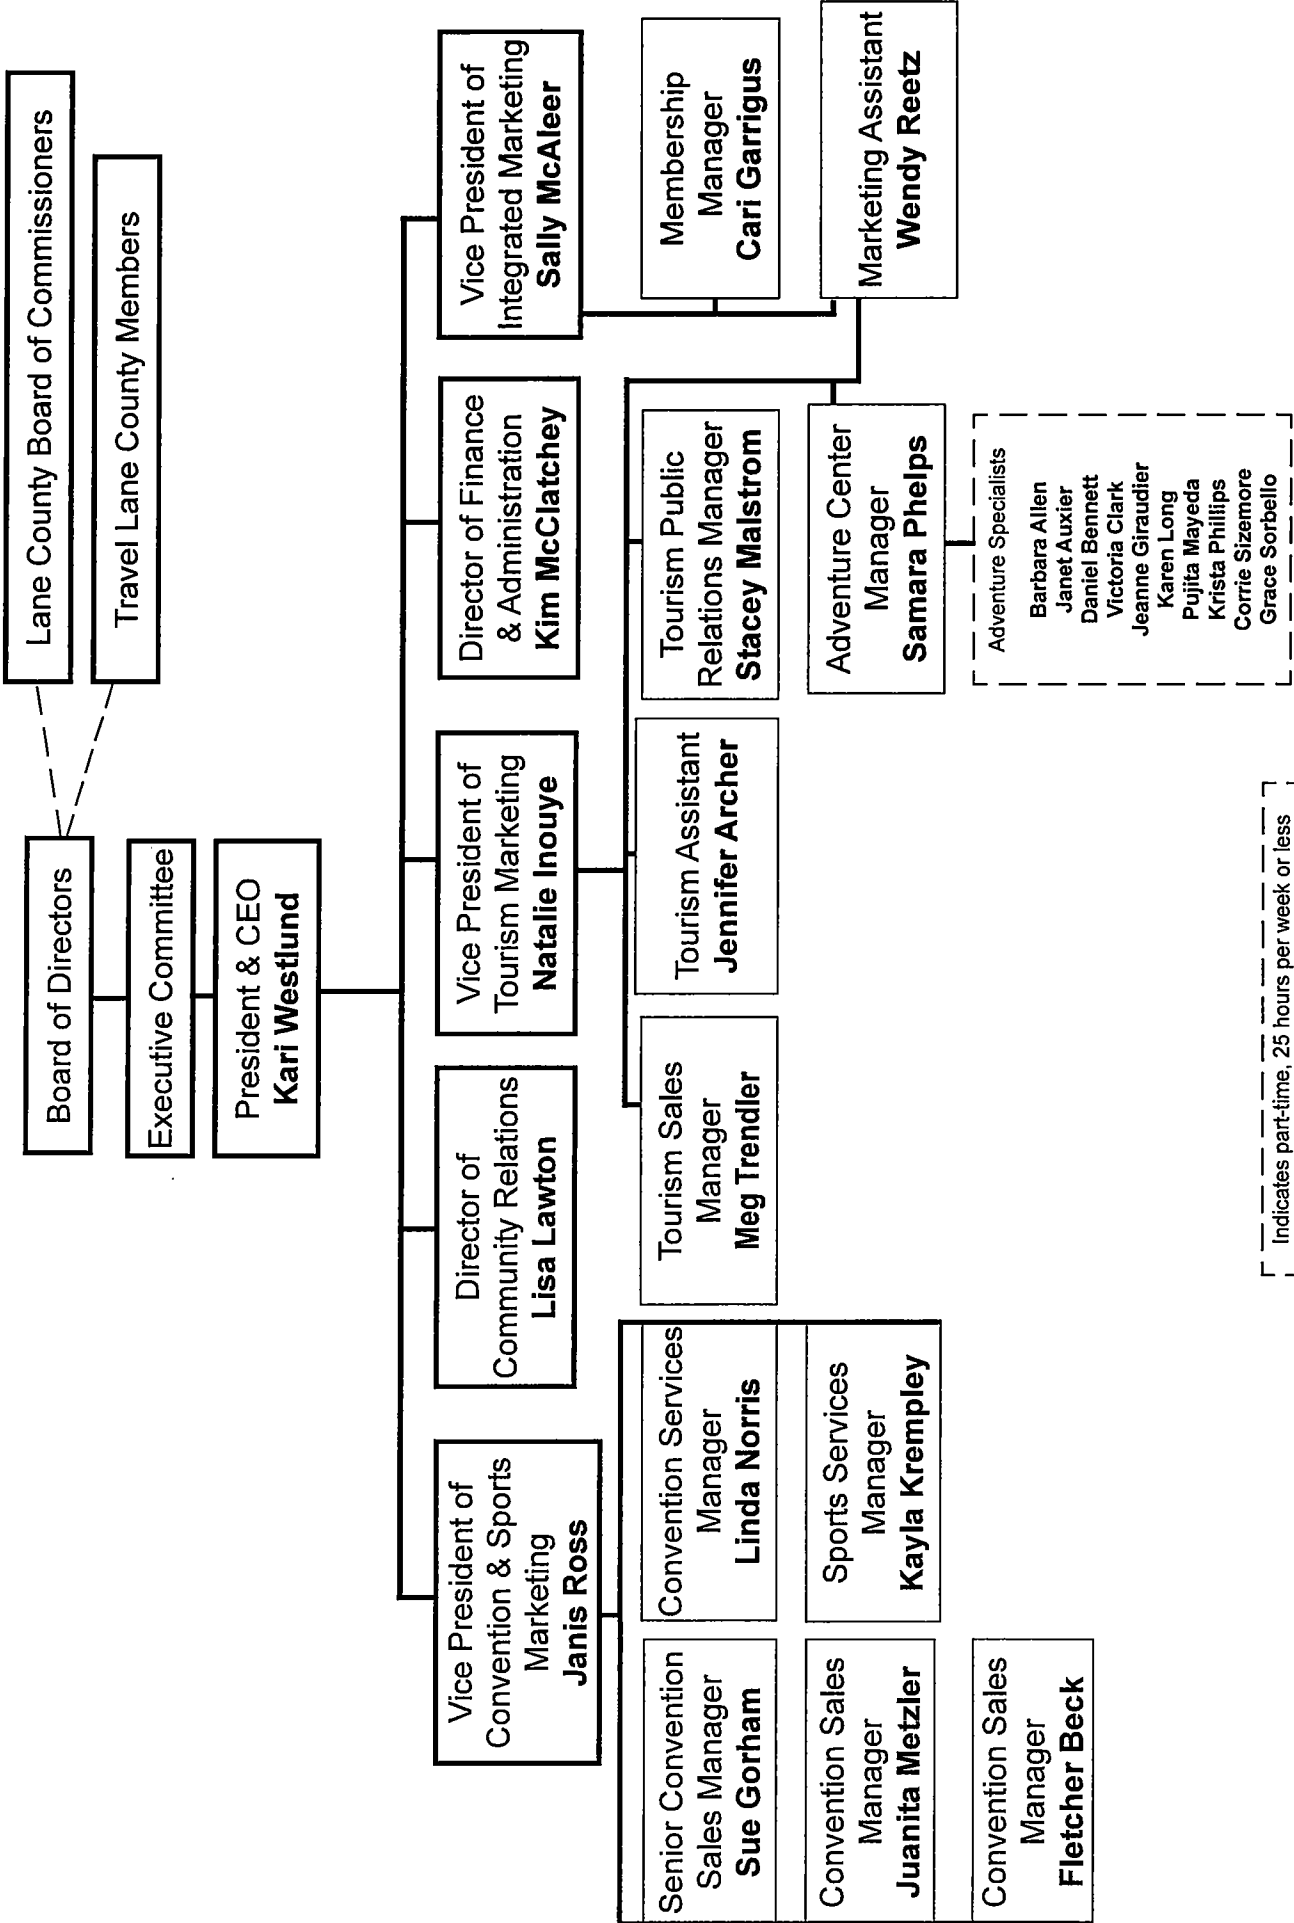 Lane County Board of Commissioners
Travel Lane County Members
Board of Directors
Executive Committee
President & CEO
Kari Westlund
Vice President of
Convention & Sports
Marketing
Janis Ross
Director of
Community Relations
Lisa Lawton
Vice President of
Tourism Marketing
Natalie Inouye
Director of Finance
& Administration
Kim McClatchey
Vice President of
Integrated Marketing
Sally McAleer
Senior Convention
Sales Manager
Sue Gorham
Convention Services
Manager
Linda Norris
Tourism Sales
Manager
Meg Trendler
Tourism Assistant
Jennifer Archer
Tourism Public
Relations Manager
Stacey Malstrom
Membership
Manager
Cari Garrigus
Convention Sales
Manager
Juanita Metzler
Sports Services
Manager
Kayla Krempley
Adventure Center
Manager
Samara Phelps
Marketing Assistant
Wendy Reetz
Convention Sales
Manager
Fletcher Beck
Adventure Specialists
Barbara Allen
Janet Auxier
Daniel Bennett
Victoria Clark
Jeanne Giraudier
Karen Long
Pujita Mayeda
Krista Phillips
Corrie Sizemore
Grace Sorbello
Indicates part-time, 25 hours per week or less